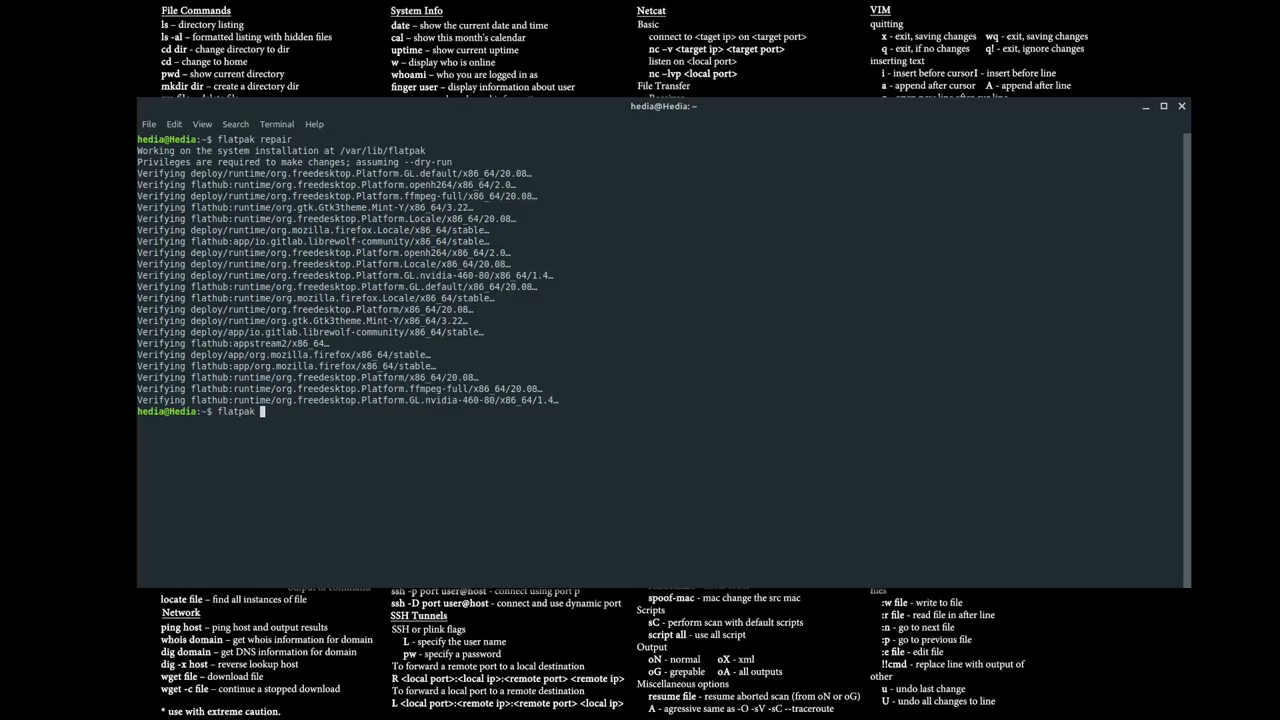 File Commands
ls – directory listing
ls -al – formatted listing with hidden files
cd dir - change directory to dir
cd – change to home
pwd – show current directory
mkdir dir – create a directory dir
System Info
date – show the current date and time
cal – show this month's calendar
uptime – show current uptime
w – display who is online
whoami – who you are logged in as
finger user – display information about user
Netcat
Basic
connect to <taget ip> on <target port>
nc –v <target ip> <target port>
listen on <local port>
nc –lvp <local port>
File Transfer
VIM
quitting
x - exit, saving changes wq - exit, saving changes
q - exit, if no changes q! - exit, ignore changes
inserting text
i - insert before cursorI - insert before line
a - append after cursor A - append after line
hedia@Hedia: ~
File Edit View Search Terminal Help
hedia@Hedia:~$ flatpak repair
Working on the system installation at /var/lib/flatpak
Privileges are required to make changes; assuming --dry-run
Verifying deploy/runtime/org.freedesktop.Platform.GL.default/x86_64/20.08…
Verifying flathub:runtime/org.freedesktop.Platform.openh264/x86_64/2.0…
Verifying deploy/runtime/org.freedesktop.Platform.ffmpeg-full/x86_64/20.08…
Verifying flathub:runtime/org.gtk.Gtk3theme.Mint-Y/x86_64/3.22…
Verifying flathub:runtime/org.freedesktop.Platform.Locale/x86_64/20.08…
Verifying deploy/runtime/org.mozilla.firefox.Locale/x86_64/stable…
Verifying flathub:app/io.gitlab.librewolf-community/x86_64/stable…
Verifying deploy/runtime/org.freedesktop.Platform.openh264/x86_64/2.0…
Verifying deploy/runtime/org.freedesktop.Platform.Locale/x86_64/20.08…
Verifying deploy/runtime/org.freedesktop.Platform.GL.nvidia-460-80/x86_64/1.4…
Verifying flathub:runtime/org.freedesktop.Platform.GL.default/x86_64/20.08…
Verifying flathub:runtime/org.mozilla.firefox.Locale/x86_64/stable…
Verifying deploy/runtime/org.freedesktop.Platform/x86_64/20.08…
Verifying deploy/runtime/org.gtk.Gtk3theme.Mint-Y/x86_64/3.22…
Verifying deploy/app/io.gitlab.librewolf-community/x86_64/stable…
Verifying flathub:appstream2/x86_64…
Verifying deploy/app/org.mozilla.firefox/x86_64/stable…
Verifying flathub:app/org.mozilla.firefox/x86_64/stable…
Verifying flathub:runtime/org.freedesktop.Platform/x86_64/20.08…
Verifying flathub:runtime/org.freedesktop.Platform.ffmpeg-full/x86_64/20.08…
Verifying flathub:runtime/org.freedesktop.Platform.GL.nvidia-460-80/x86_64/1.4…
hedia@Hedia:~$ flatpak
locate file – find all instances of file
Network
ping host – ping host and output results
whois domain – get whois information for domain
dig domain – get DNS information for domain
dig -x host – reverse lookup host
wget file – download file
wget -c file – continue a stopped download
* use with extreme caution.
ssh -p port user@host - connect using port p
ssh -D port user@host - connect and use dynamic port
SSH Tunnels
SSH or plink flags
L - specify the user name
pw - specify a password
To forward a remote port to a local destination
R <local port>:<local ip>:<remote port> <remote ip>
To forward a local port to a remote destination
L <local port>:<remote ip>:<remote port> <local ip>
spoof-mac - mac change the src mac
Scripts
sC - perform scan with default scripts
script all - use all script
Output
oN - normal oX - xml
oG - grepable oA - all outputs
Miscellaneous options
resume file - resume aborted scan (from oN or oG)
A - agressive same as -O -sV -sC --traceroute
files
:w file - write to file
:r file - read file in after line
:n - go to next file
:p - go to previous file
:e file - edit file
!!cmd - replace line with output of
other
u - undo last change
U - undo all changes to line